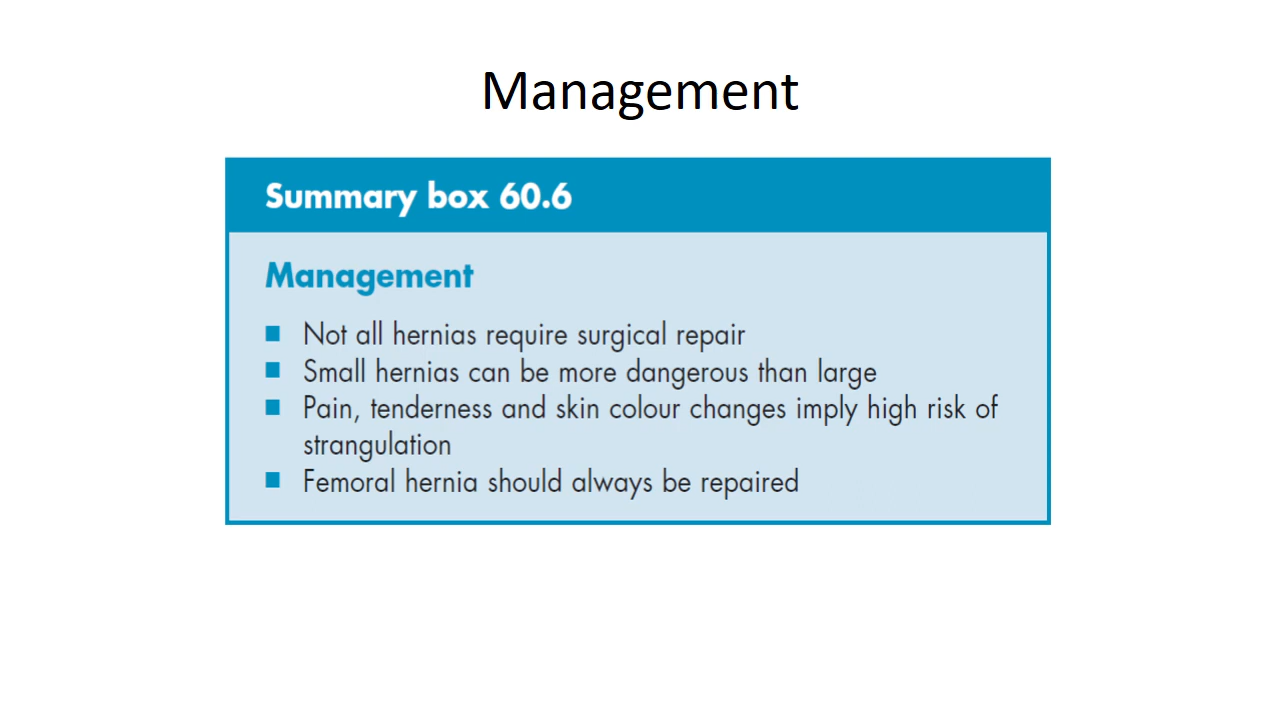 Management
Summary box 60.6
Management
■ Not all hernias require surgical repair
■ Small hernias can be more dangerous than large
■ Pain, tenderness and skin colour changes imply high risk of
strangulation
■ Femoral hernia should always be repaired